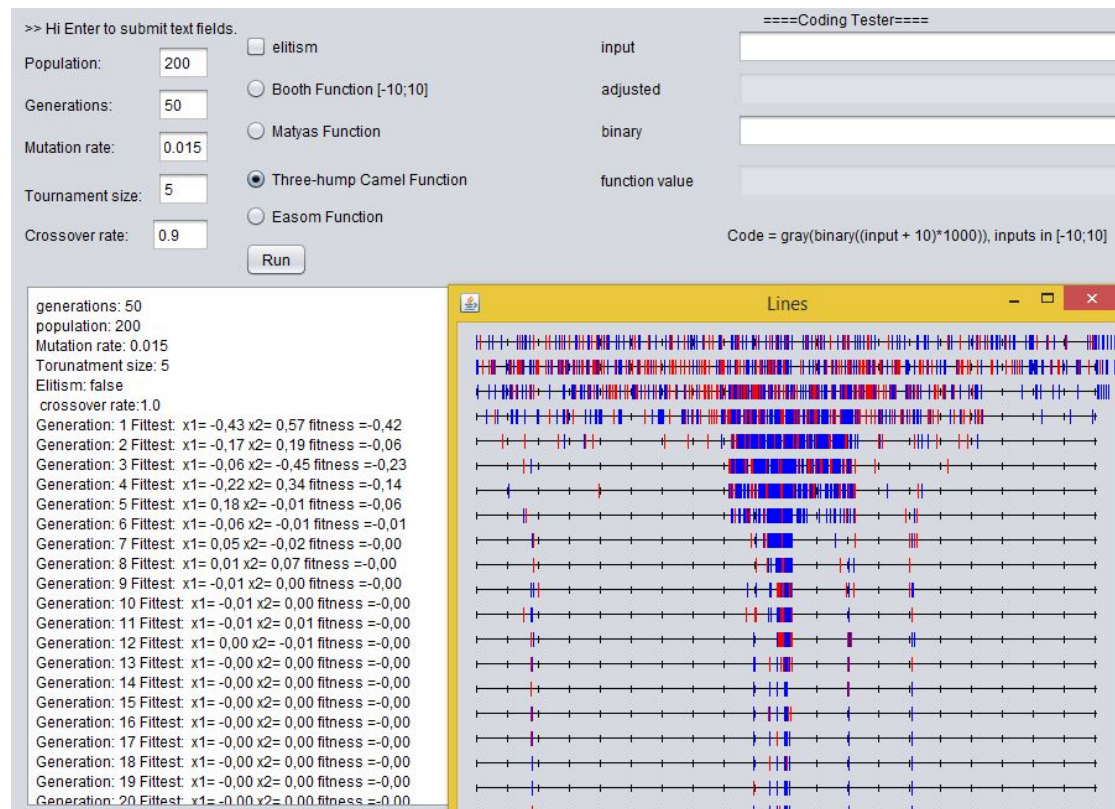 >> Hi Enter to submit text fields.
Population:
200
Generations:
50
Mutation rate:
0.015
Tournament size:
5
Crossover rate:
0.9
elitism
Booth Function [-10;10]
Matyas Function
Three-hump Camel Function
Easom Function
Run
====Coding Tester====
input
adjusted
binary
function value
Code = gray(binary((input + 10)*1000)), inputs in [-10;10]
generations: 50
population: 200
Mutation rate: 0.015
Torunatment size: 5
Elitism: false
crossover rate:1.0
Generation: 1 Fittest: x1= -0,43 x2= 0,57 fitness =-0,42
Generation: 2 Fittest: x1= -0,17 x2= 0,19 fitness =-0,06
Generation: 3 Fittest: x1= -0,06 x2= -0,45 fitness =-0,23
Generation: 4 Fittest: x1= -0,22 x2= 0,34 fitness =-0,14
Generation: 5 Fittest: x1= 0,18 x2= -0,01 fitness =-0,06
Generation: 6 Fittest: x1= -0,06 x2= -0,01 fitness =-0,01
Generation: 7 Fittest: x1= 0,05 x2= -0,02 fitness =-0,00
Generation: 8 Fittest: x1= 0,01 x2= 0,07 fitness =-0,00
Generation: 9 Fittest: x1= -0,01 x2= 0,00 fitness =-0,00
Generation: 10 Fittest: x1= -0,01 x2= 0,00 fitness =-0,00
Generation: 11 Fittest: x1= -0,01 x2= 0,01 fitness =-0,00
Generation: 12 Fittest: x1= 0,00 x2= -0,01 fitness =-0,00
Generation: 13 Fittest: x1= -0,00 x2= 0,00 fitness =-0,00
Generation: 14 Fittest: x1= -0,00 x2= 0,00 fitness =-0,00
Generation: 15 Fittest: x1= -0,00 x2= 0,00 fitness =-0,00
Generation: 16 Fittest: x1= -0,00 x2= 0,00 fitness =-0,00
Generation: 17 Fittest: x1= -0,00 x2= 0,00 fitness =-0,00
Generation: 18 Fittest: x1= -0,00 x2= 0,00 fitness =-0,00
Generation: 19 Fittest: x1= -0,00 x2= 0,00 fitness =-0,00
Generation: 20 Fittest: x1= -0,00 x2= 0,00 fitness =-0,00
Lines